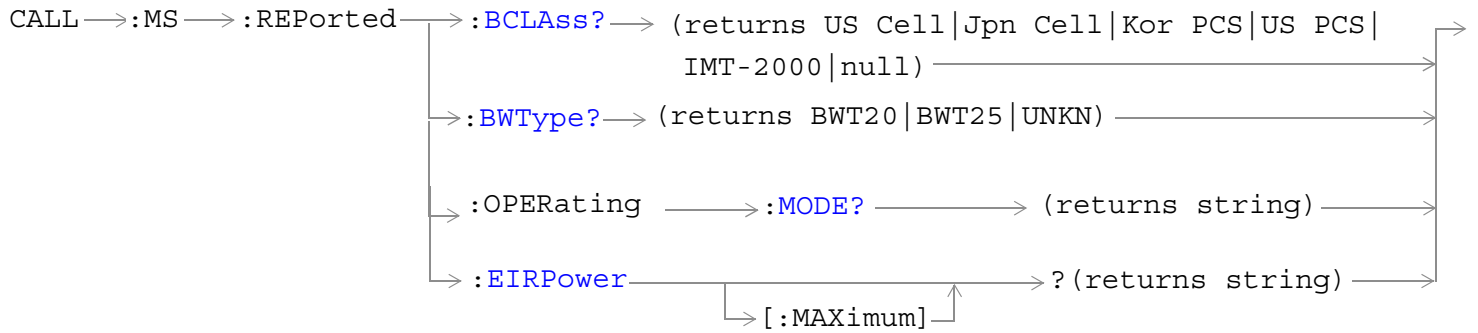 CALL :MS :REPorted :BCLAss? (returns US Cell|Jpn Cell|Kor PCS|US PCS|
IMT-2000|null)
:BWType? (returns BWT20|BWT25|UNKN)
:OPERating :MODE? (returns string)
:EIRPower ?(returns string)
[:MAXimum]